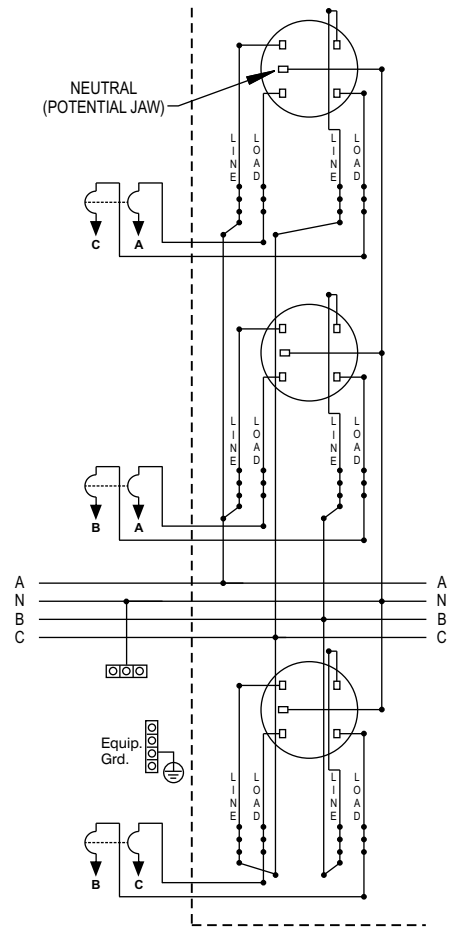 NEUTRAL
(POTENTIAL JAW)
LINE
LOAD
LINE
LOAD
C
A
LINE
LOAD
LINE
LOAD
B
A
A
A
N
N
B
B
C
C
Equip.
Grd.
LINE
LOAD
LINE
LOAD
B
C